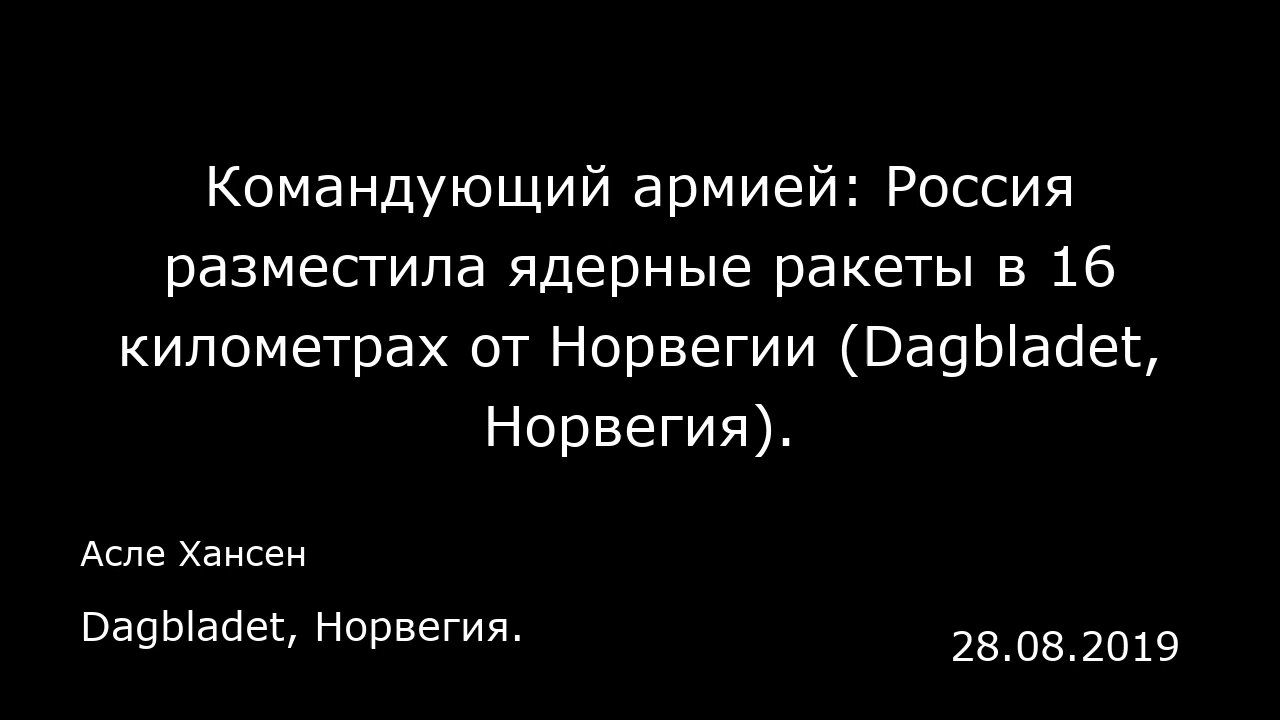 Командующий армией: Россия
разместила ядерные ракеты в 16
километрах от Норвегии (Dagbladet,
Норвегия).
Асле Хансен
Dagbladet, Норвегия.
28.08.2019